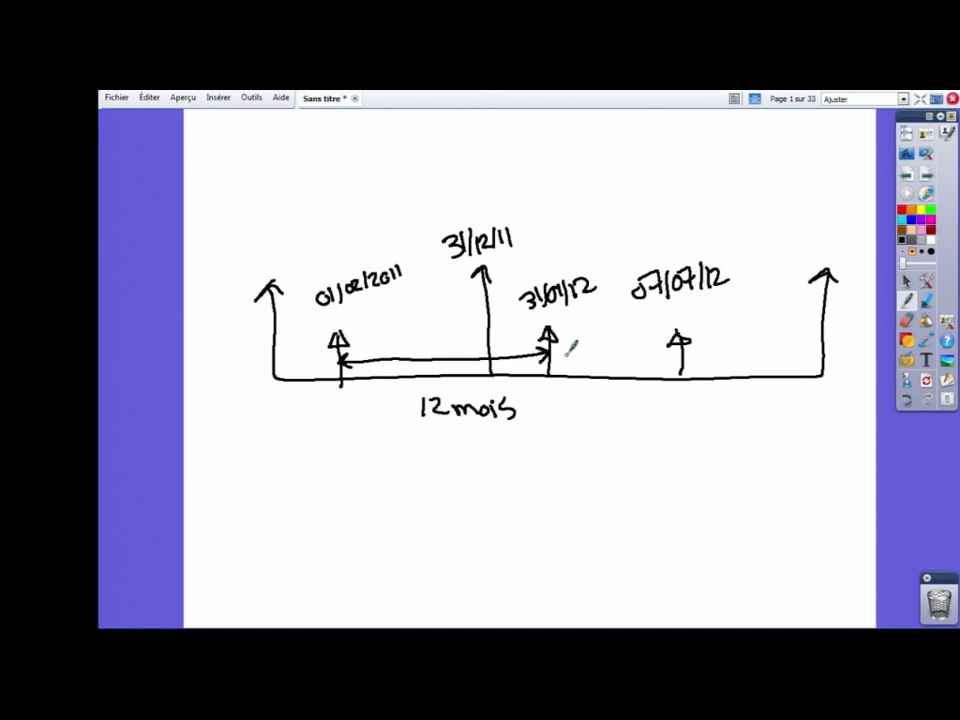 Fichier Éditer Aperçu Insérer Outils Aide Sans titre * Page 1 sur 33 Ajuster
31/12/11
01/02/2011 31/01/12 07/07/12
12 mois